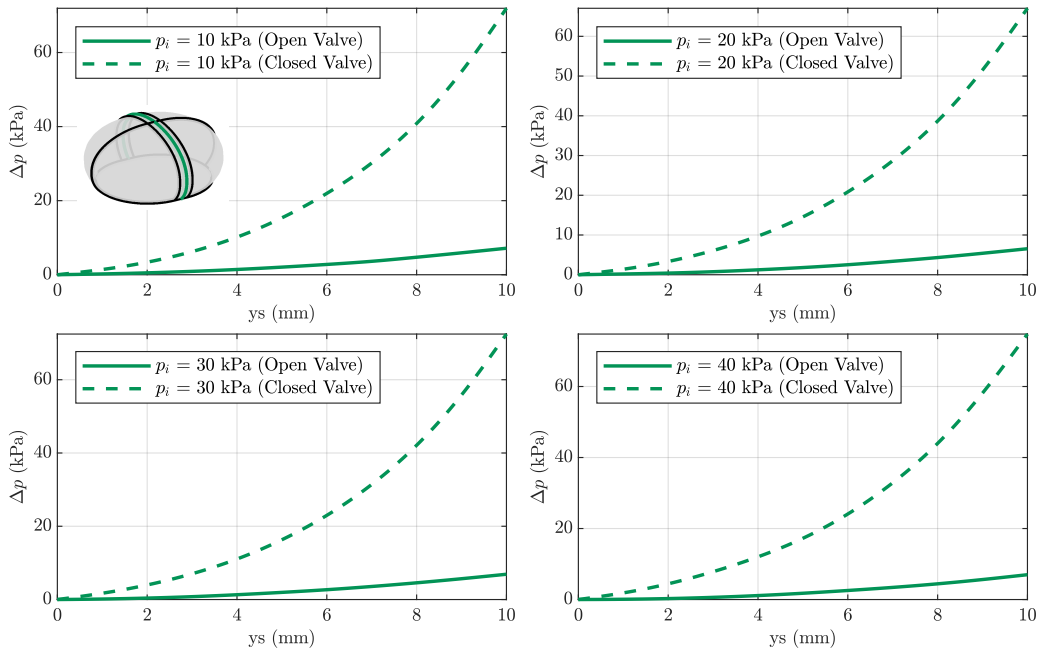 p_i = 10 kPa (Open Valve)
p_i = 10 kPa (Closed Valve)
Δp (kPa)
60
40
20
0
0 2 4 6 8 10
ys (mm)
p_i = 20 kPa (Open Valve)
p_i = 20 kPa (Closed Valve)
Δp (kPa)
60
50
40
30
20
10
0
0 2 4 6 8 10
ys (mm)
p_i = 30 kPa (Open Valve)
p_i = 30 kPa (Closed Valve)
Δp (kPa)
60
40
20
0
0 2 4 6 8 10
ys (mm)
p_i = 40 kPa (Open Valve)
p_i = 40 kPa (Closed Valve)
Δp (kPa)
60
40
20
0
0 2 4 6 8 10
ys (mm)